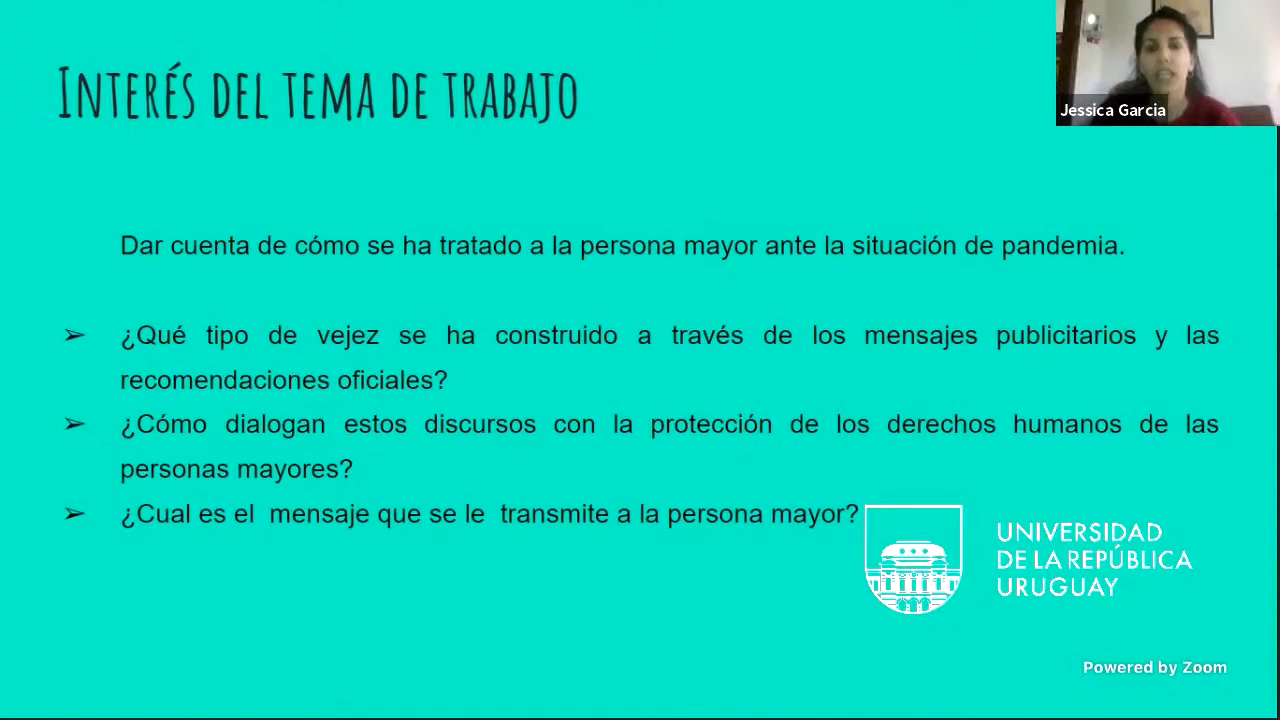 Interés del tema de trabajo
Jessica Garcia
Dar cuenta de cómo se ha tratado a la persona mayor ante la situación de pandemia.
➢ ¿Qué tipo de vejez se ha construido a través de los mensajes publicitarios y las
recomendaciones oficiales?
➢ ¿Cómo dialogan estos discursos con la protección de los derechos humanos de las
personas mayores?
➢ ¿Cual es el mensaje que se le transmite a la persona mayor?
UNIVERSIDAD
DE LA REPÚBLICA
URUGUAY
Powered by Zoom